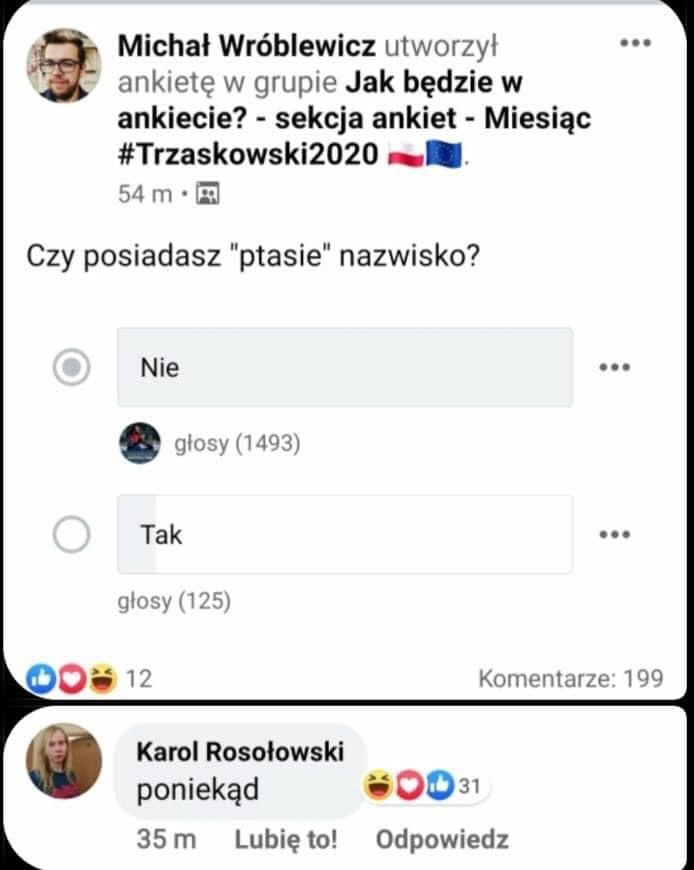 Michał Wróblewicz utworzył
ankietę w grupie Jak będzie w
ankiecie? - sekcja ankiet - Miesiąc
#Trzaskowski2020 🇵🇱🇪🇺.
54 m •
Czy posiadasz "ptasie" nazwisko?
Nie
głosy (1493)
Tak
głosy (125)
12 Komentarze: 199
Karol Rosołowski
poniekąd
31
35 m Lubię to! Odpowiedz